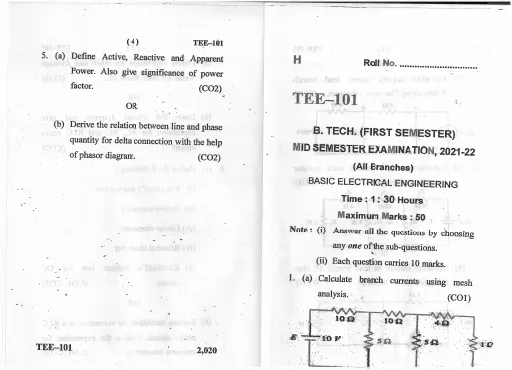 (4) TEE-101
5. (a) Define Active, Reactive and Apparent
Power. Also give significance of power
factor. (CO2)
OR
(b) Derive the relation between line and phase
quantity for delta connection with the help
of phasor diagram. (CO2)
TEE-101 2,020
H Roll No. ..............................
TEE-101
B. TECH. (FIRST SEMESTER)
MID SEMESTER EXAMINATION, 2021-22
(All Branches)
BASIC ELECTRICAL ENGINEERING
Time : 1 : 30 Hours
Maximum Marks : 50
Note : (i) Answer all the questions by choosing
any one of the sub-questions.
(ii) Each question carries 10 marks.
1. (a) Calculate branch currents using mesh
analysis. (CO1)
10 Ω 10 Ω 4 Ω
E 10 V 5 Ω 5 Ω 1 Ω